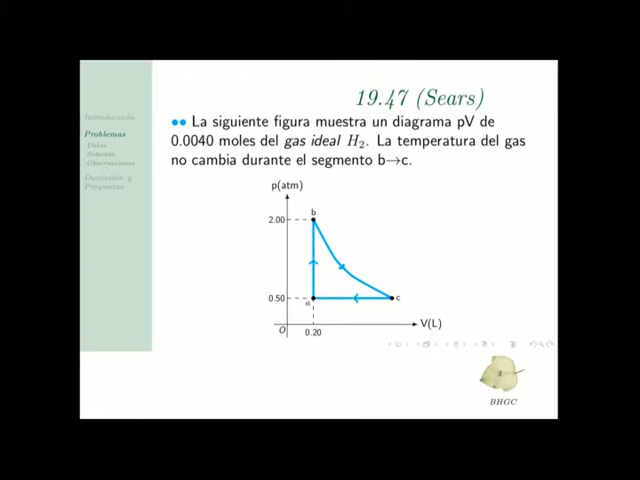 19.47 (Sears)
Introducción
Problemas
Datos
Solución
Observaciones
Discusión y
Preguntas
•• La siguiente figura muestra un diagrama pV de
0.0040 moles del gas ideal H₂. La temperatura del gas
no cambia durante el segmento b→c.
p(atm)
b
2.00
0.50
a
c
O
0.20
V(L)
BHGC